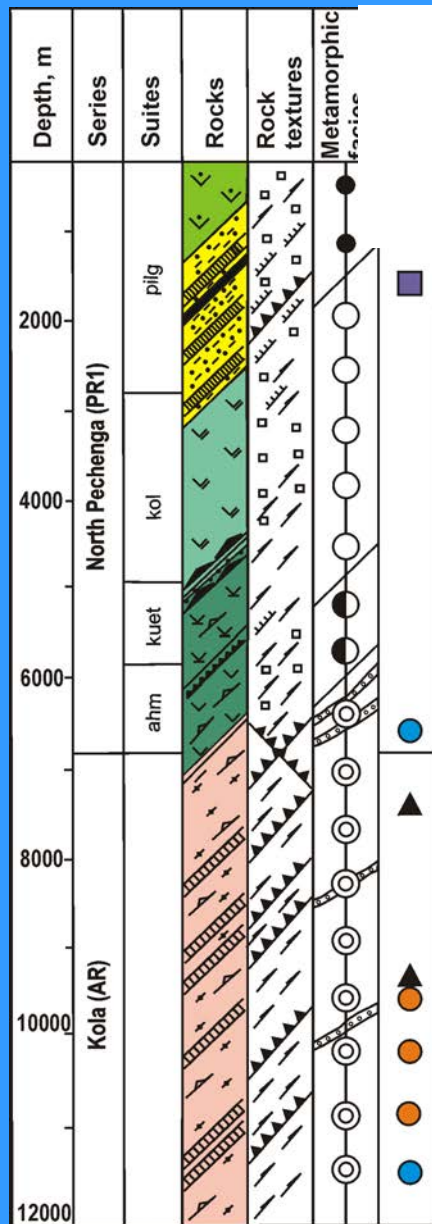 Depth, m
Series
Suites
Rocks
Rock
textures
Metamorphic
facies
2000
4000
6000
8000
10000
12000
North Pechenga (PR1)
Kola (AR)
pilg
kol
kuet
ahm